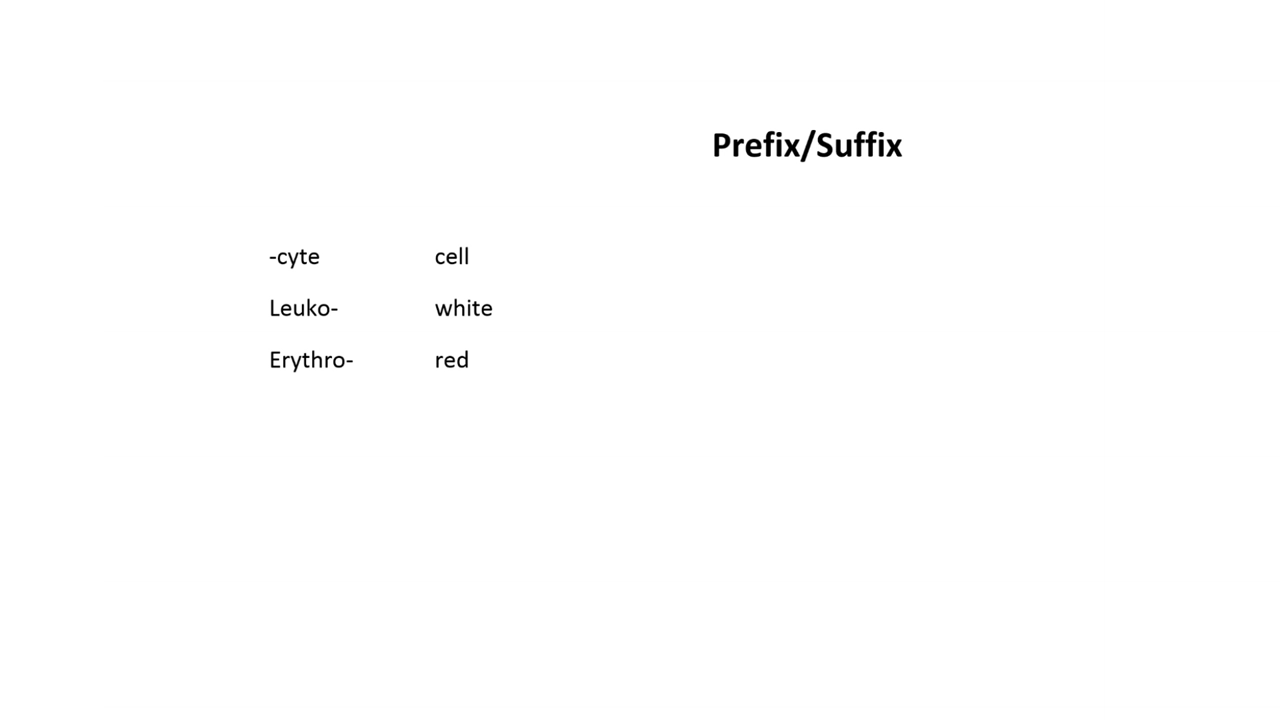 Prefix/Suffix
-cyte cell
Leuko- white
Erythro- red